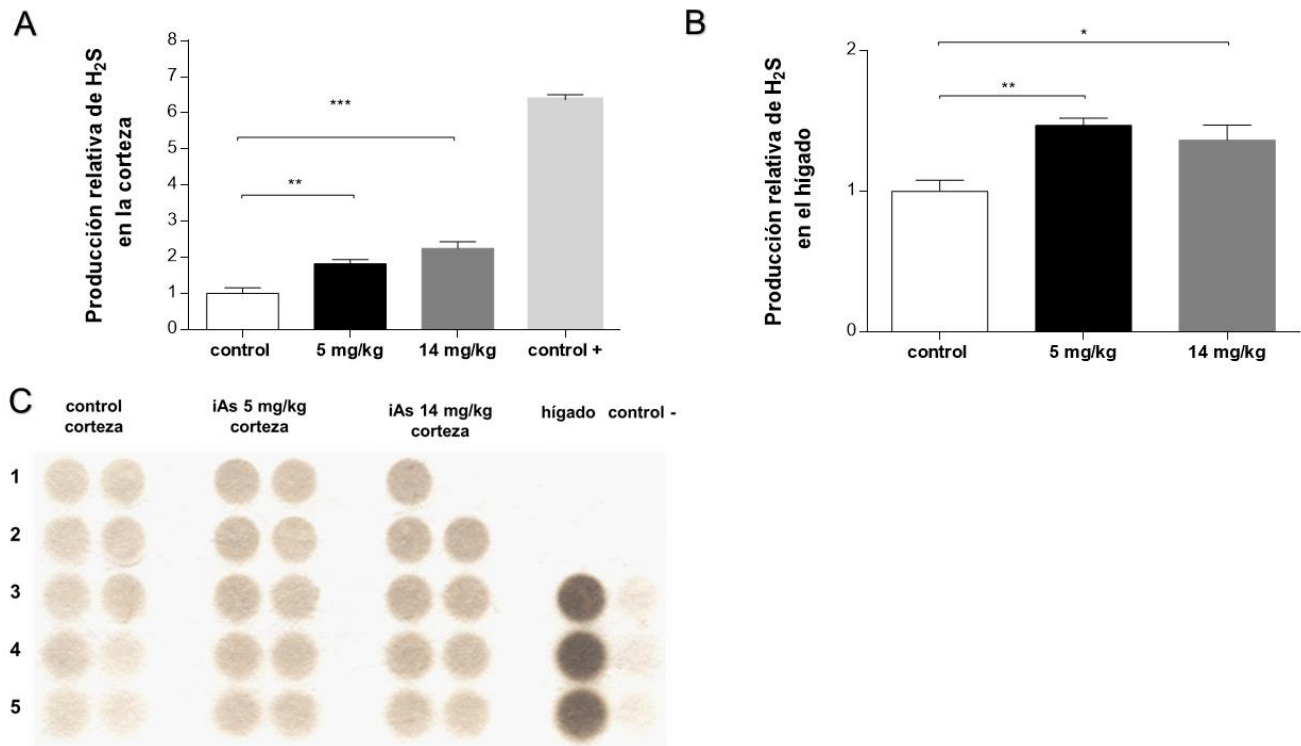 A
Producción relativa de H₂S
en la corteza
8
7
6
5
4
3
2
1
0
***
**
control
5 mg/kg
14 mg/kg
control +
B
Producción relativa de H₂S
en el hígado
2
1
0
*
**
control
5 mg/kg
14 mg/kg
C
control
corteza
iAs 5 mg/kg
corteza
iAs 14 mg/kg
corteza
hígado
control -
1
2
3
4
5